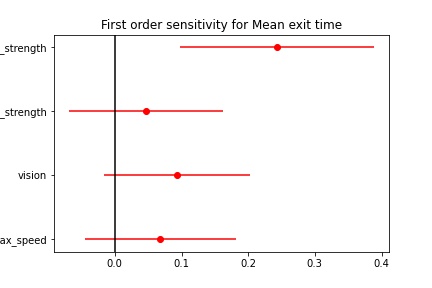 First order sensitivity for Mean exit time
_strength
_strength
vision
ax_speed
0.0 0.1 0.2 0.3 0.4